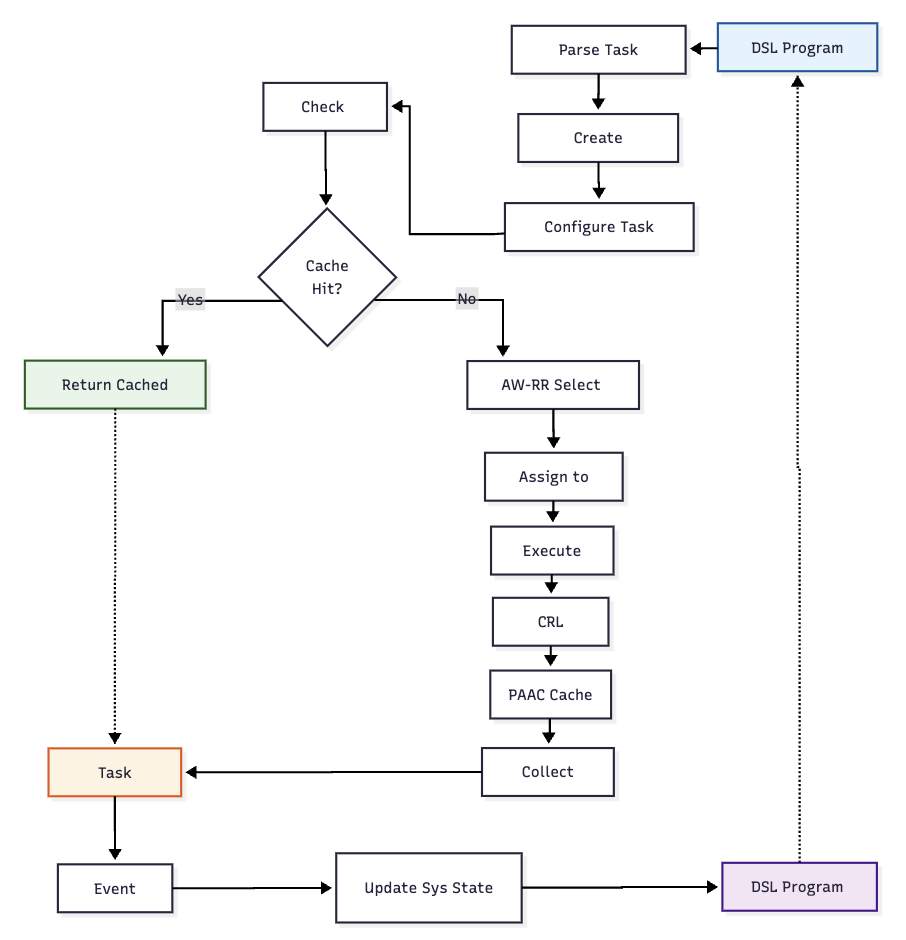 DSL Program
Parse Task
Create
Configure Task
Check
Cache
Hit?
Yes
No
Return Cached
AW-RR Select
Assign to
Execute
CRL
PAAC Cache
Collect
Task
Event
Update Sys State
DSL Program